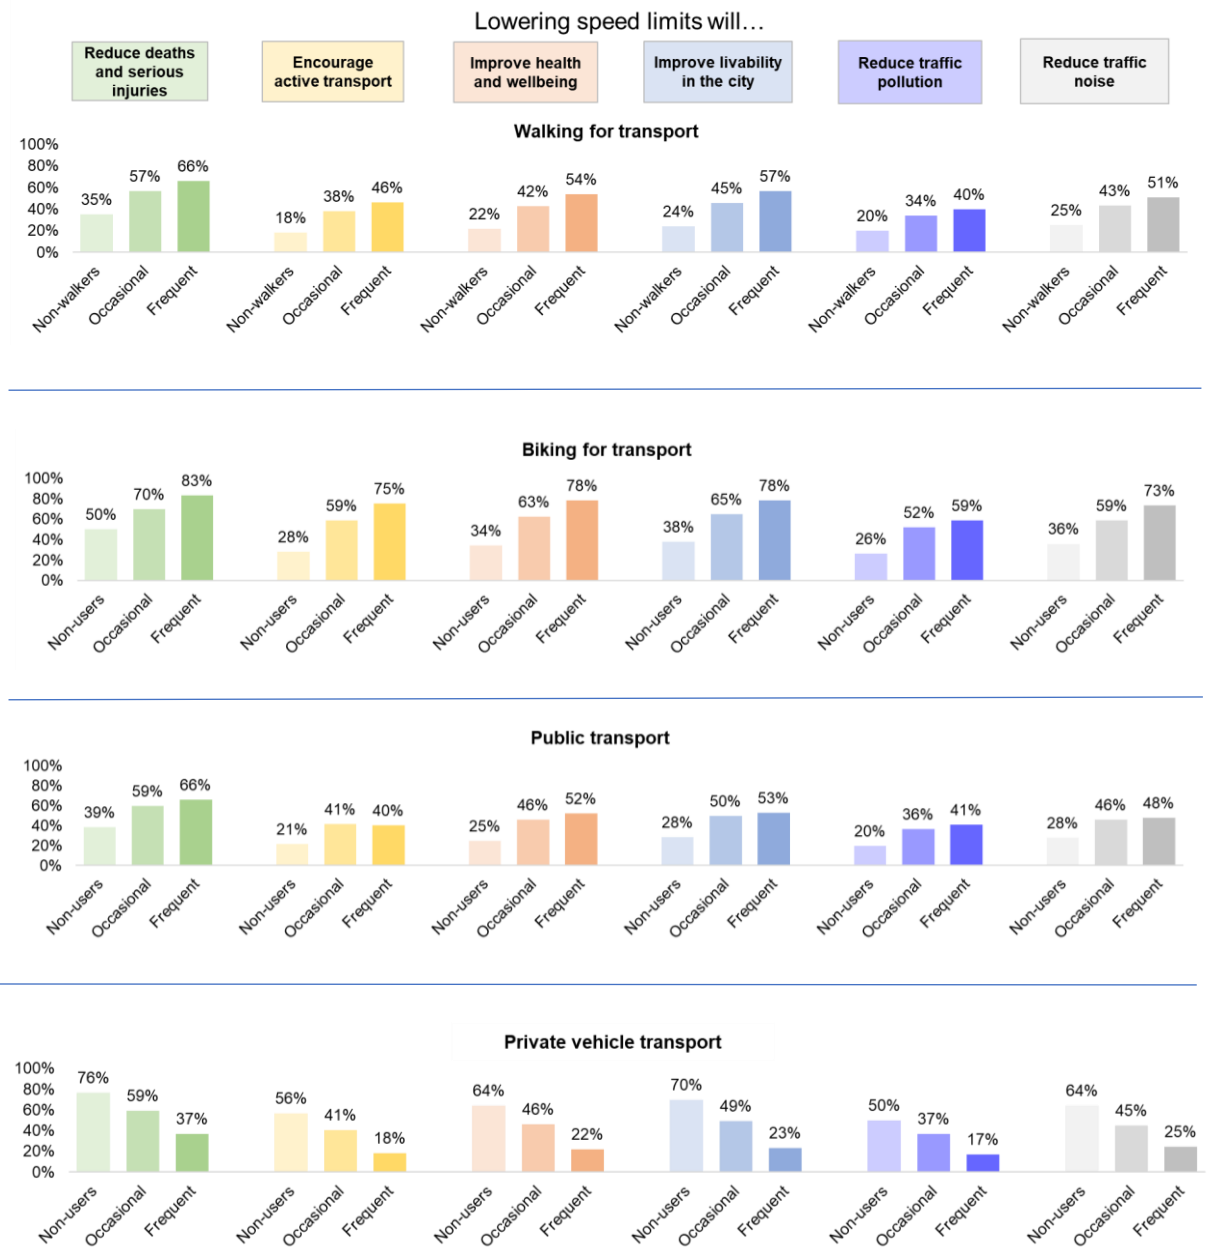 Lowering speed limits will…
Reduce deaths
and serious
injuries
Encourage
active transport
Improve health
and wellbeing
Improve livability
in the city
Reduce traffic
pollution
Reduce traffic
noise
Walking for transport
100%
80%
60%
40%
20%
0%
35% 57% 66%
18% 38% 46%
22% 42% 54%
24% 45% 57%
20% 34% 40%
25% 43% 51%
Non-walkers Occasional Frequent
Non-walkers Occasional Frequent
Non-walkers Occasional Frequent
Non-walkers Occasional Frequent
Non-walkers Occasional Frequent
Non-walkers Occasional Frequent
Biking for transport
100%
80%
60%
40%
20%
0%
50% 70% 83%
28% 59% 75%
34% 63% 78%
38% 65% 78%
26% 52% 59%
36% 59% 73%
Non-users Occasional Frequent
Non-users Occasional Frequent
Non-users Occasional Frequent
Non-users Occasional Frequent
Non-users Occasional Frequent
Non-users Occasional Frequent
Public transport
100%
80%
60%
40%
20%
0%
39% 59% 66%
21% 41% 40%
25% 46% 52%
28% 50% 53%
20% 36% 41%
28% 46% 48%
Non-users Occasional Frequent
Non-users Occasional Frequent
Non-users Occasional Frequent
Non-users Occasional Frequent
Non-users Occasional Frequent
Non-users Occasional Frequent
Private vehicle transport
100%
80%
60%
40%
20%
0%
76% 59% 37%
56% 41% 18%
64% 46% 22%
70% 49% 23%
50% 37% 17%
64% 45% 25%
Non-users Occasional Frequent
Non-users Occasional Frequent
Non-users Occasional Frequent
Non-users Occasional Frequent
Non-users Occasional Frequent
Non-users Occasional Frequent